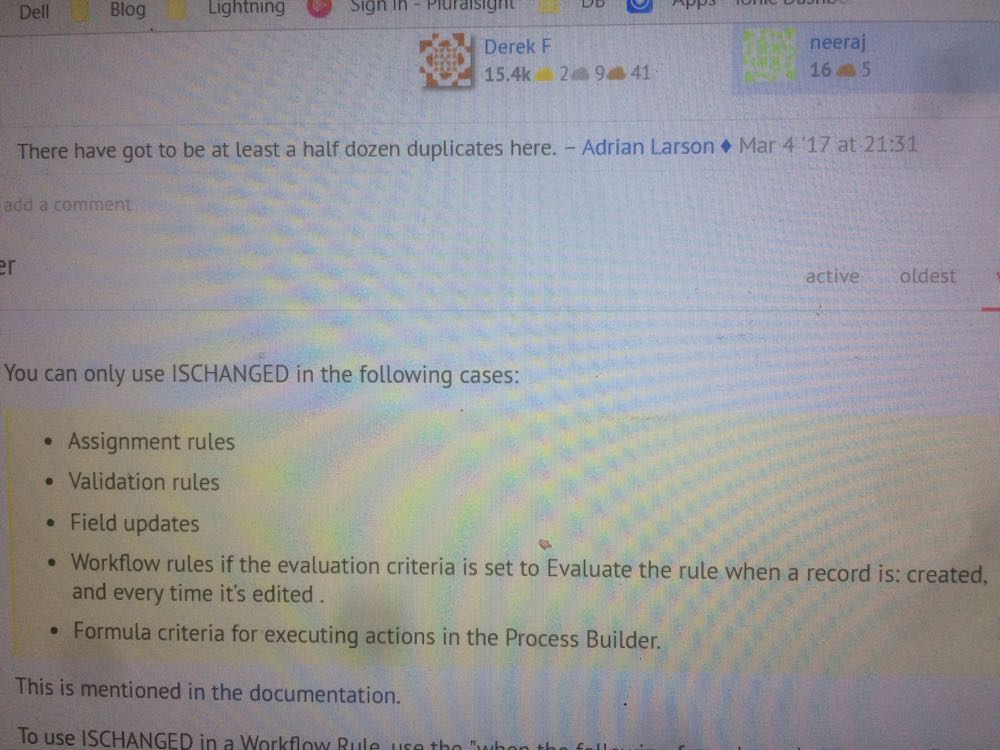 Dell Blog Lightning Sign in - Pluralsight DB Apps
Derek F
15.4k 2 9 41
neeraj
16 5
There have got to be at least a half dozen duplicates here. – Adrian Larson ♦ Mar 4 '17 at 21:31
add a comment
er
active oldest
You can only use ISCHANGED in the following cases:
• Assignment rules
• Validation rules
• Field updates
• Workflow rules if the evaluation criteria is set to Evaluate the rule when a record is: created,
and every time it's edited .
• Formula criteria for executing actions in the Process Builder.
This is mentioned in the documentation.
To use ISCHANGED in a Workflow Rule, use the "when the following